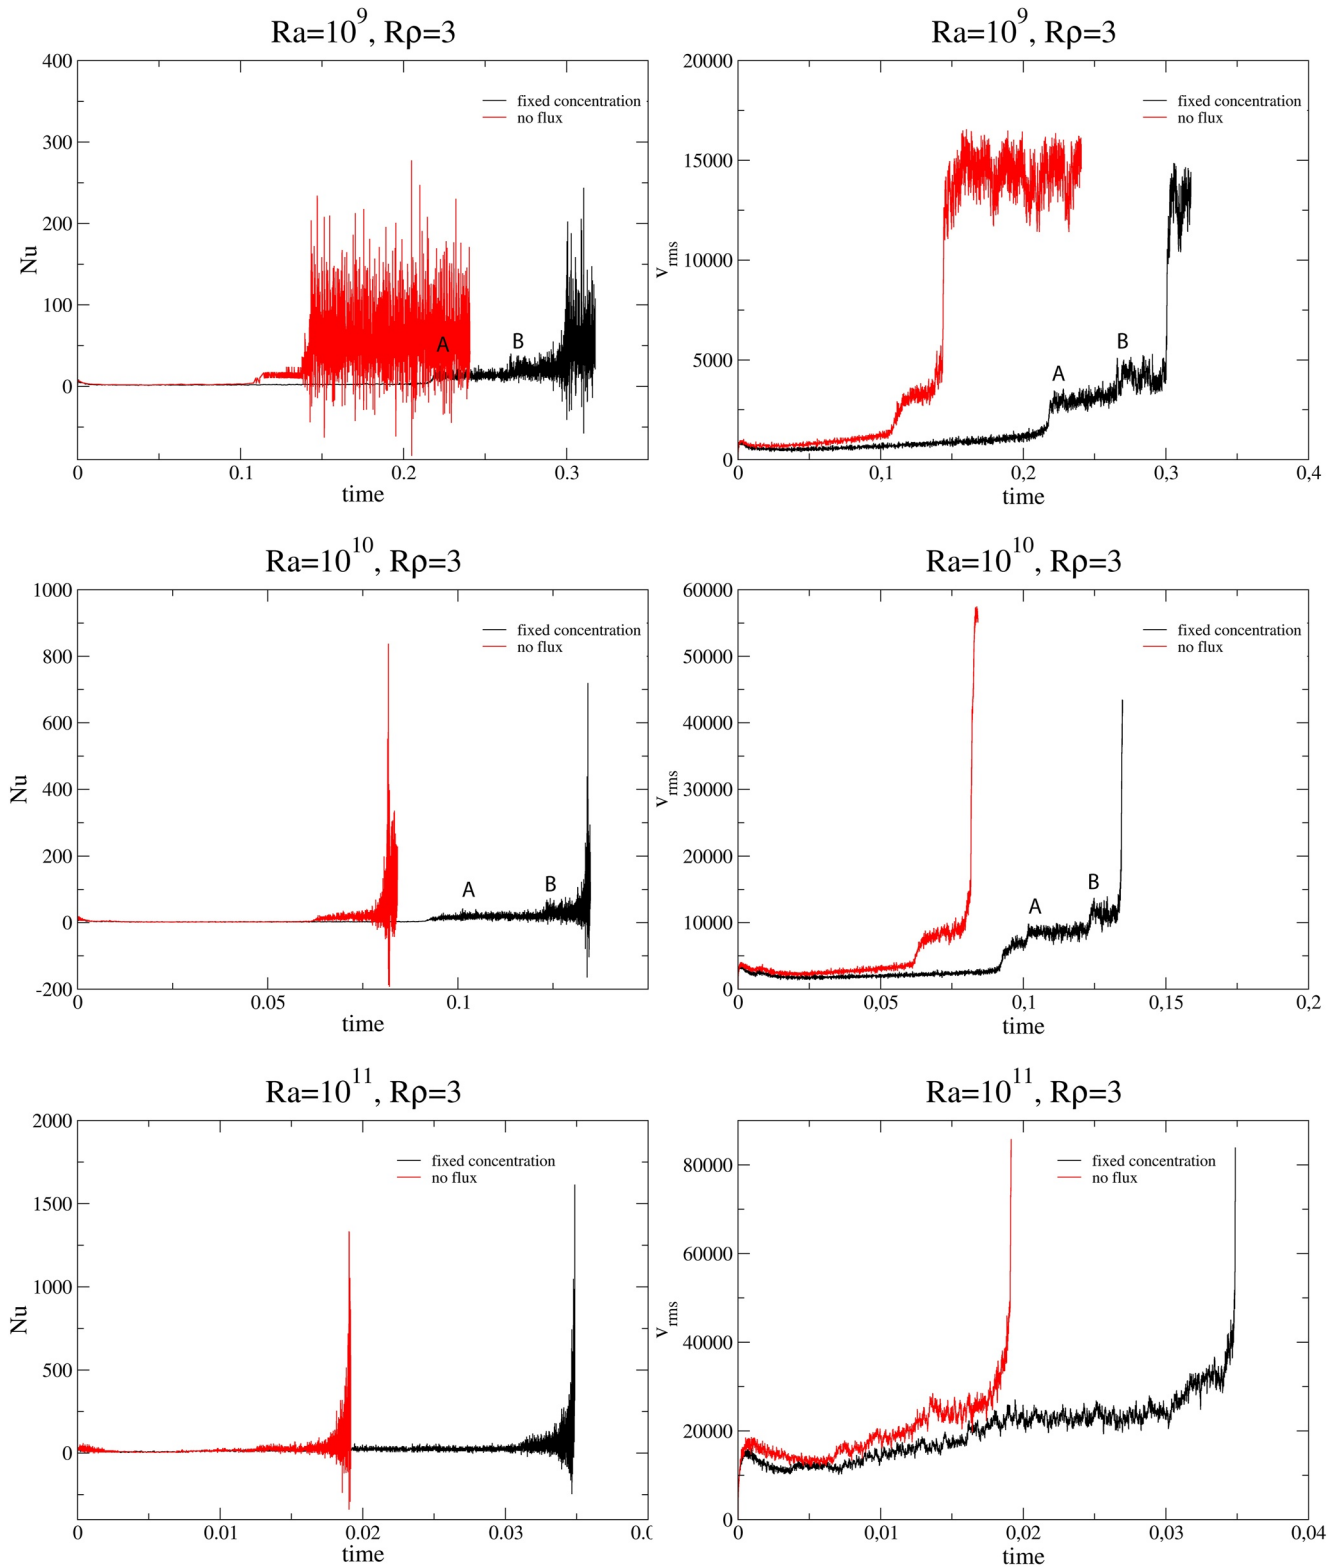 Ra=10^9, Rρ=3
400
300
200
100
0
Nu
fixed concentration
no flux
A
B
0
0.1
0.2
0.3
time
Ra=10^9, Rρ=3
20000
15000
10000
5000
0
v_rms
fixed concentration
no flux
A
B
0
0,1
0,2
0,3
0,4
time
Ra=10^10, Rρ=3
1000
800
600
400
200
0
-200
Nu
fixed concentration
no flux
A
B
0
0.05
0.1
time
Ra=10^10, Rρ=3
60000
50000
40000
30000
20000
10000
0
v_rms
fixed concentration
no flux
A
B
0
0,05
0,1
0,15
0,2
time
Ra=10^11, Rρ=3
2000
1500
1000
500
0
Nu
fixed concentration
no flux
0
0.01
0.02
0.03
time
Ra=10^11, Rρ=3
80000
60000
40000
20000
0
v_rms
fixed concentration
no flux
0
0,01
0,02
0,03
0,04
time